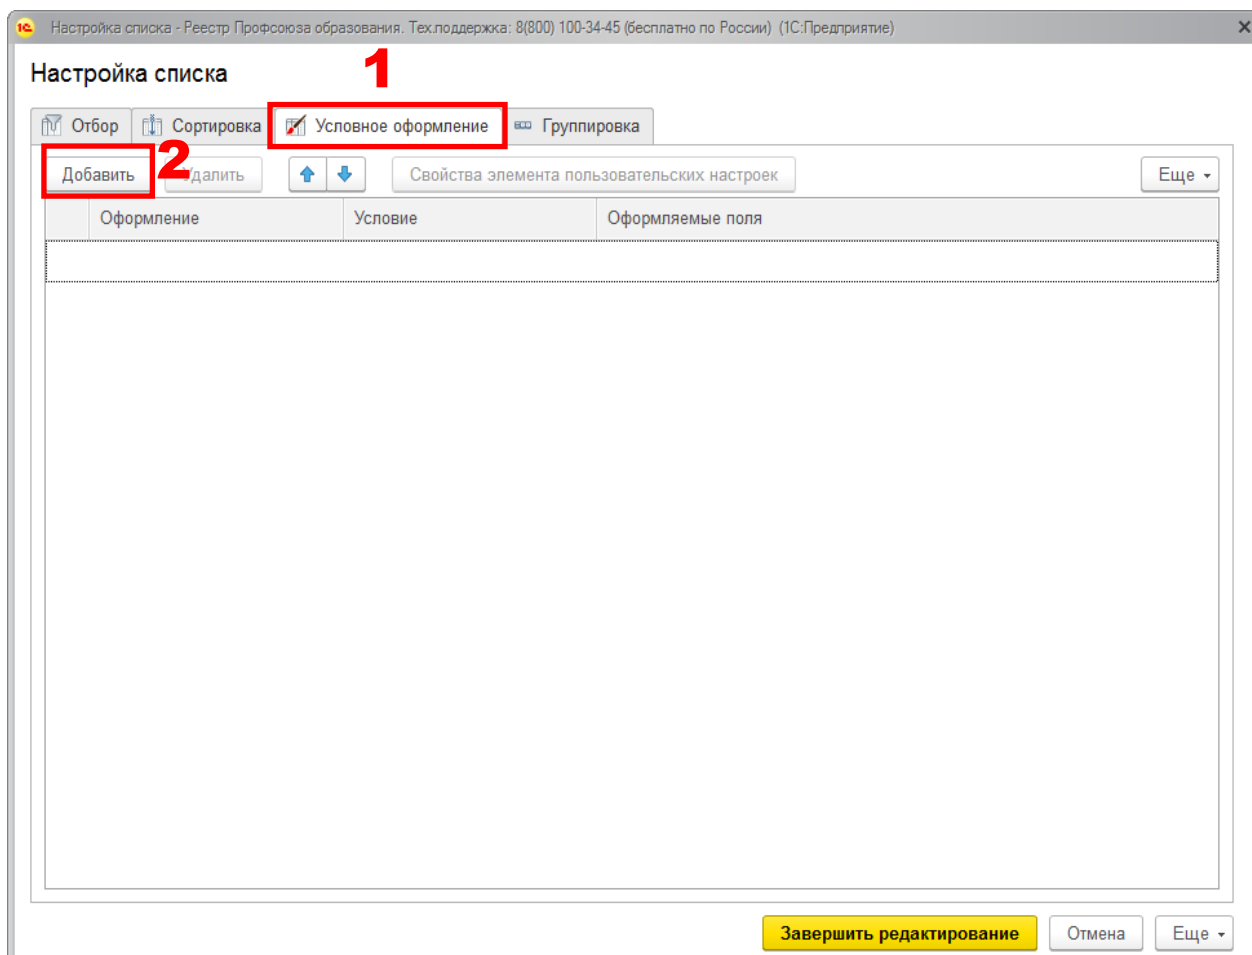 1С Настройка списка - Реестр Профсоюза образования. Тех.поддержка: 8(800) 100-34-45 (бесплатно по России) (1С:Предприятие)
Настройка списка
1
Отбор Сортировка Условное оформление Группировка
2
Добавить Удалить Свойства элемента пользовательских настроек Еще
Оформление Условие Оформляемые поля
Завершить редактирование Отмена Еще